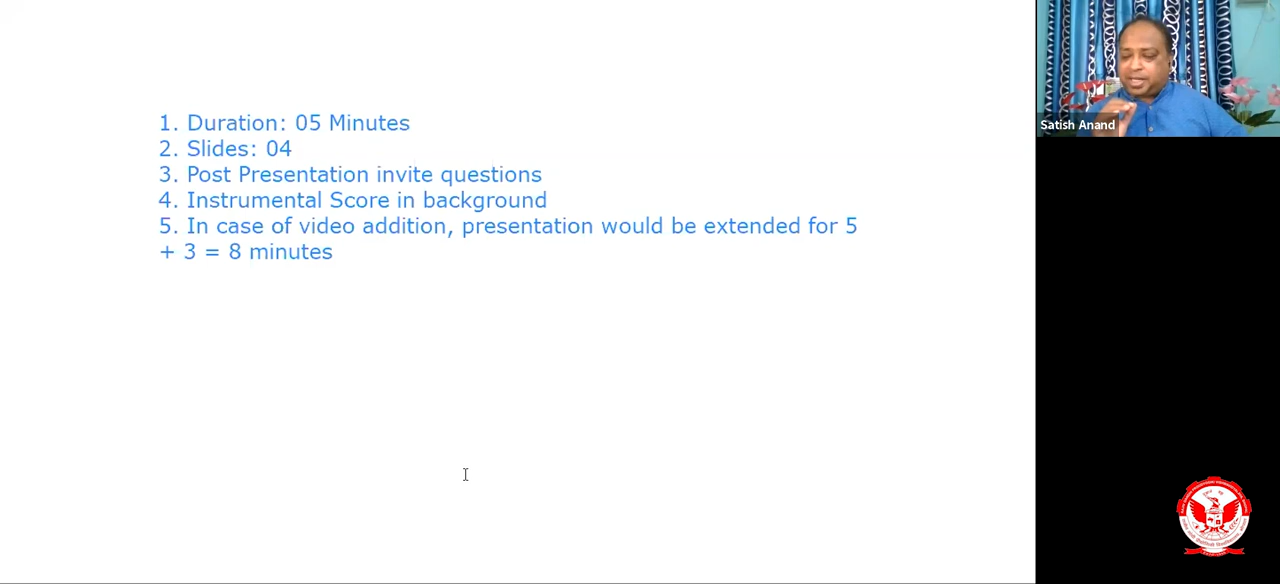 1. Duration: 05 Minutes
2. Slides: 04
3. Post Presentation invite questions
4. Instrumental Score in background
5. In case of video addition, presentation would be extended for 5
+ 3 = 8 minutes
Satish Anand